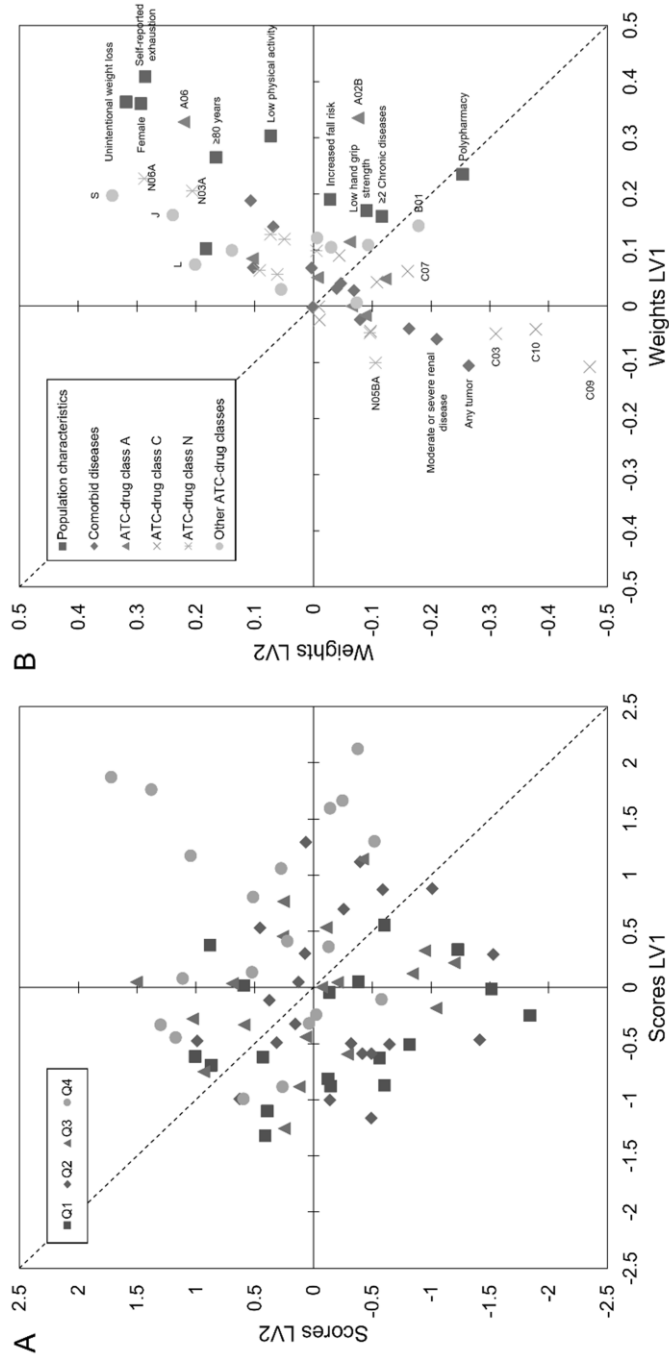 A
Q1
Q2
Q3
Q4
Scores LV2
2.5
2
1.5
1
0.5
0
-0.5
-1
-1.5
-2
-2.5
-2.5
-2
-1.5
-1
-0.5
0
0.5
1
1.5
2
2.5
Scores LV1
B
Population characteristics
Comorbid diseases
ATC-drug class A
ATC-drug class C
ATC-drug class N
Other ATC-drug classes
Weights LV2
0.5
0.4
0.3
0.2
0.1
0
-0.1
-0.2
-0.3
-0.4
-0.5
-0.5
-0.4
-0.3
-0.2
-0.1
0
0.1
0.2
0.3
0.4
0.5
Weights LV1
Unintentional weight loss
Self-reported
exhaustion
Female
S
N06A
A06
J
N03A
≥80 years
L
Low physical activity
Increased fall risk
A02B
Low hand grip
strength
≥2 Chronic diseases
Polypharmacy
B01
C07
N05BA
Moderate or severe renal
disease
Any tumor
C03
C10
C09